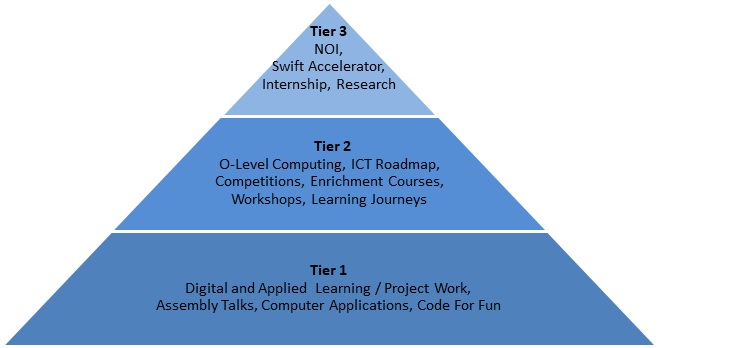 Tier 3
NOI,
Swift Accelerator,
Internship, Research
Tier 2
O-Level Computing, ICT Roadmap,
Competitions, Enrichment Courses,
Workshops, Learning Journeys
Tier 1
Digital and Applied Learning / Project Work,
Assembly Talks, Computer Applications, Code For Fun